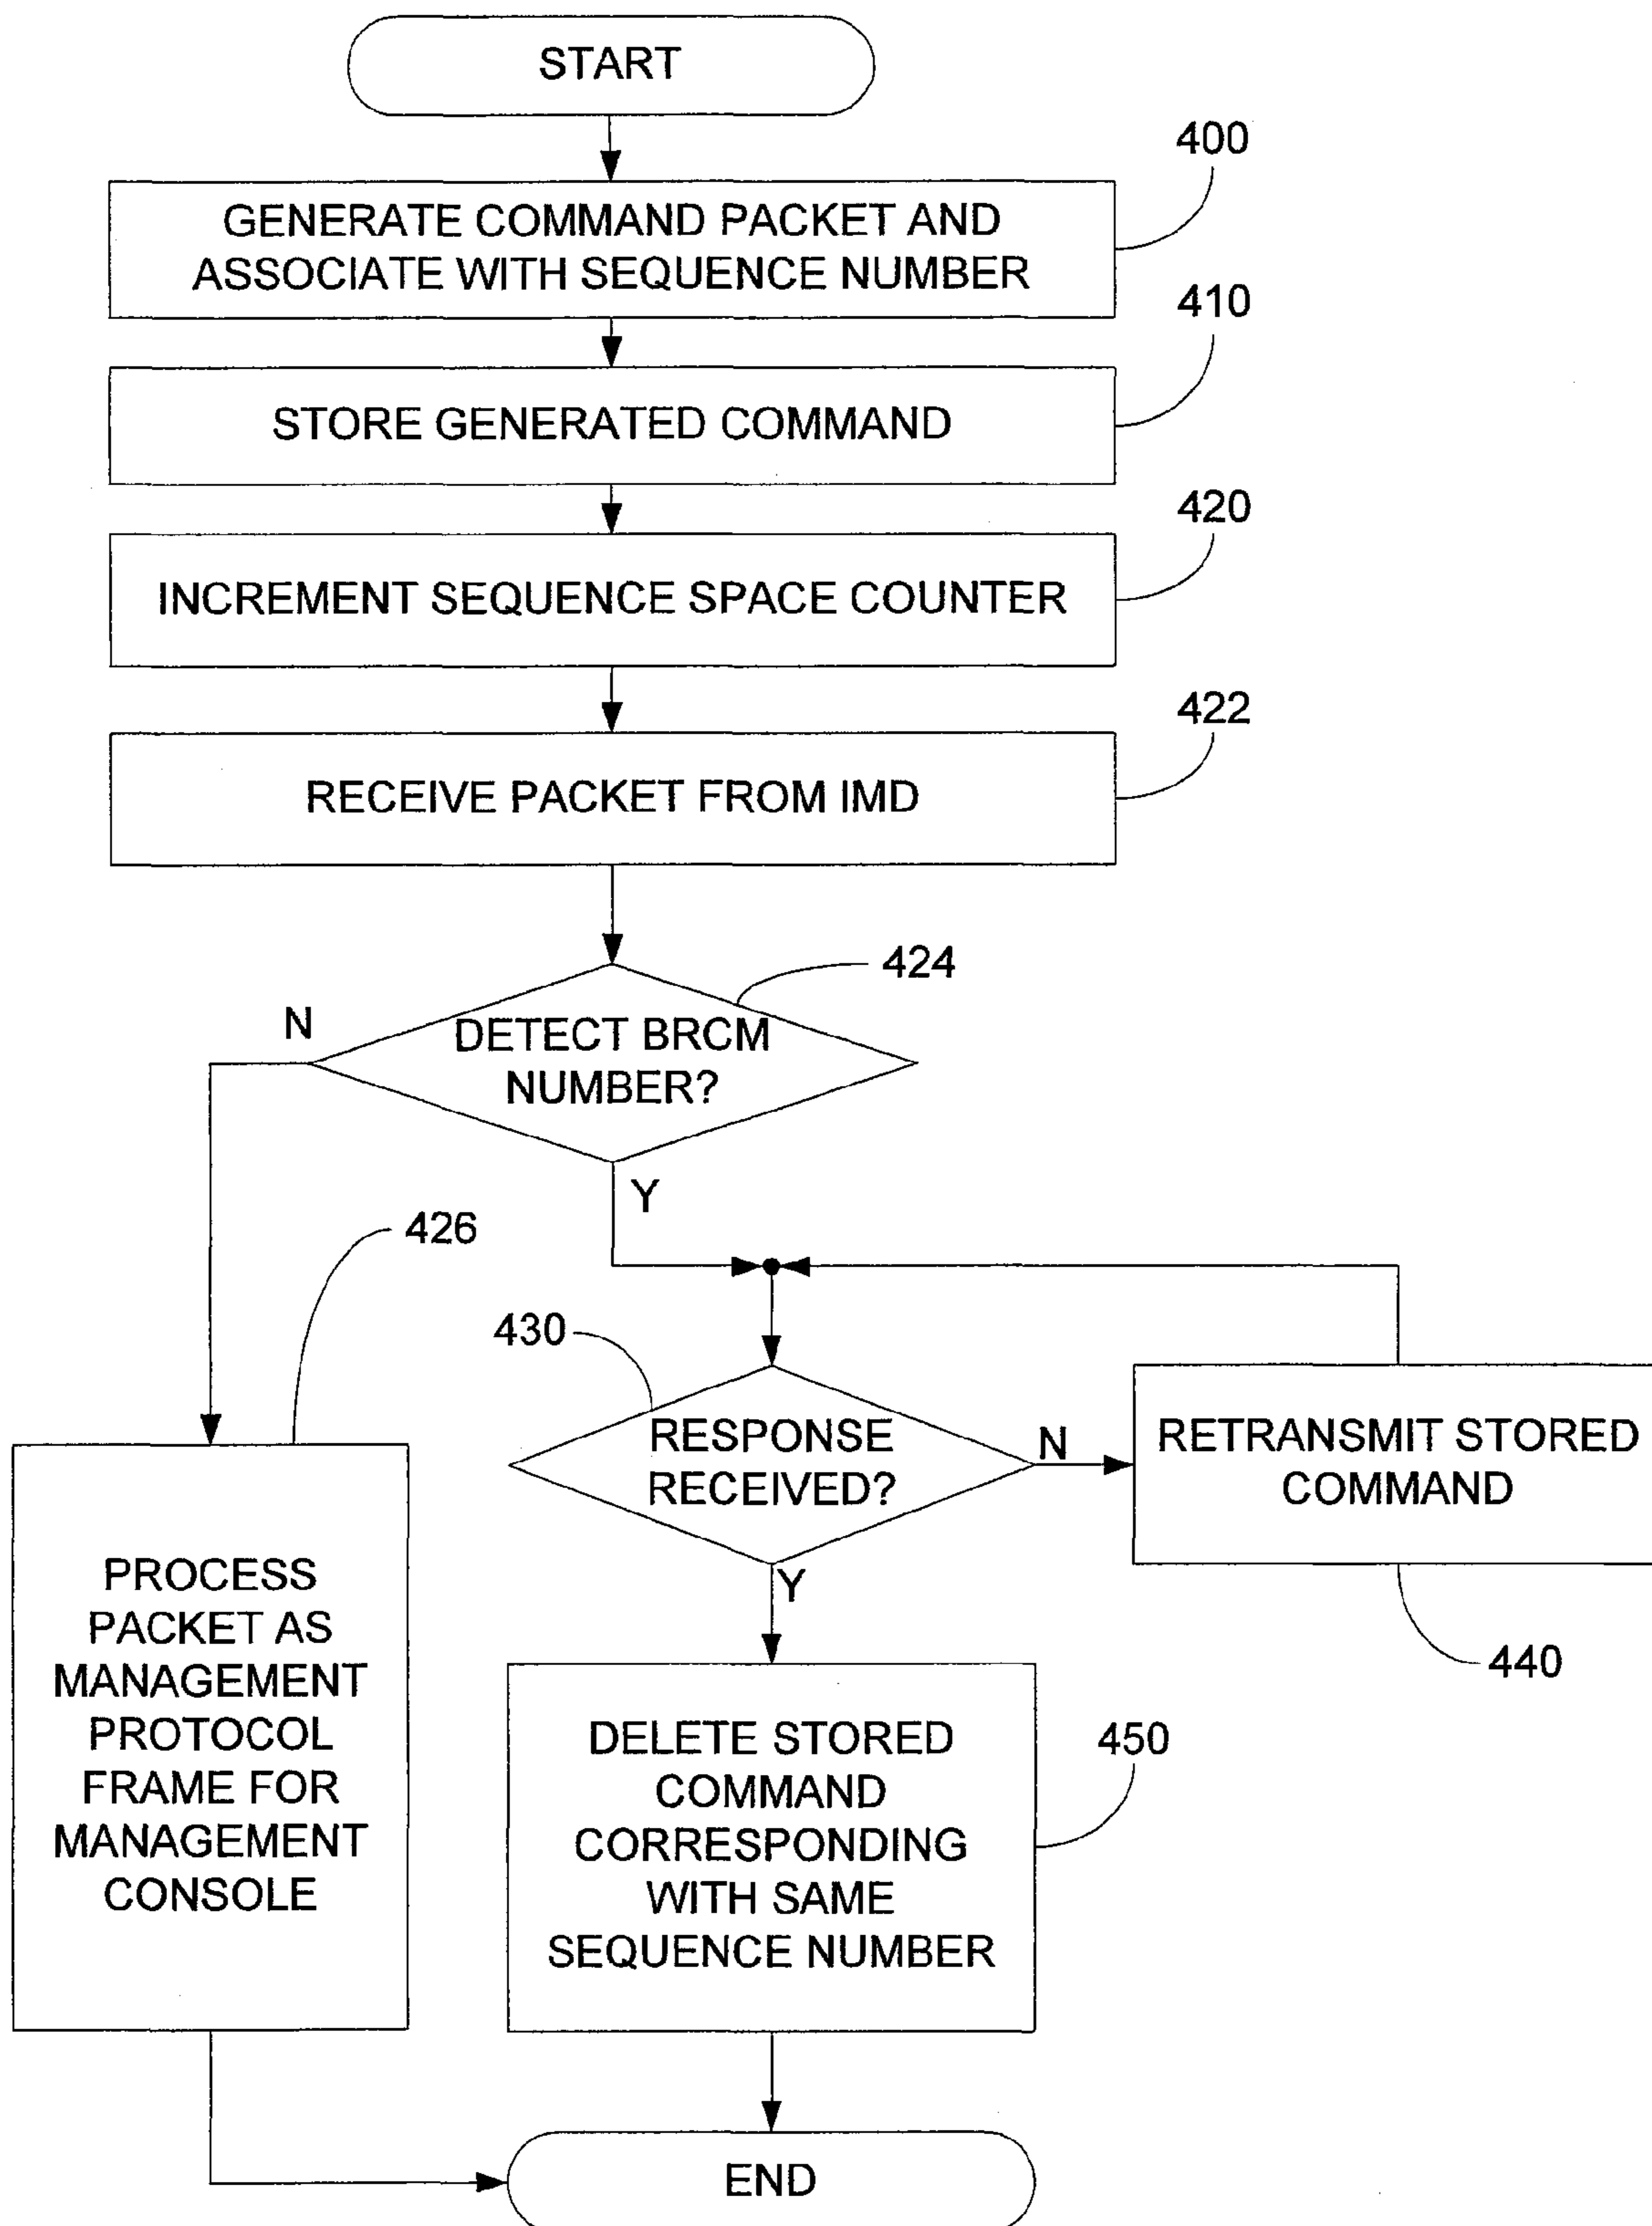 START
400
GENERATE COMMAND PACKET AND
ASSOCIATE WITH SEQUENCE NUMBER
410
STORE GENERATED COMMAND
420
INCREMENT SEQUENCE SPACE COUNTER
422
RECEIVE PACKET FROM IMD
424
N
DETECT BRCM
NUMBER?
Y
426
430
RESPONSE
RECEIVED?
N
RETRANSMIT STORED
COMMAND
Y
440
PROCESS
PACKET AS
MANAGEMENT
PROTOCOL
FRAME FOR
MANAGEMENT
CONSOLE
450
DELETE STORED
COMMAND
CORRESPONDING
WITH SAME
SEQUENCE NUMBER
END